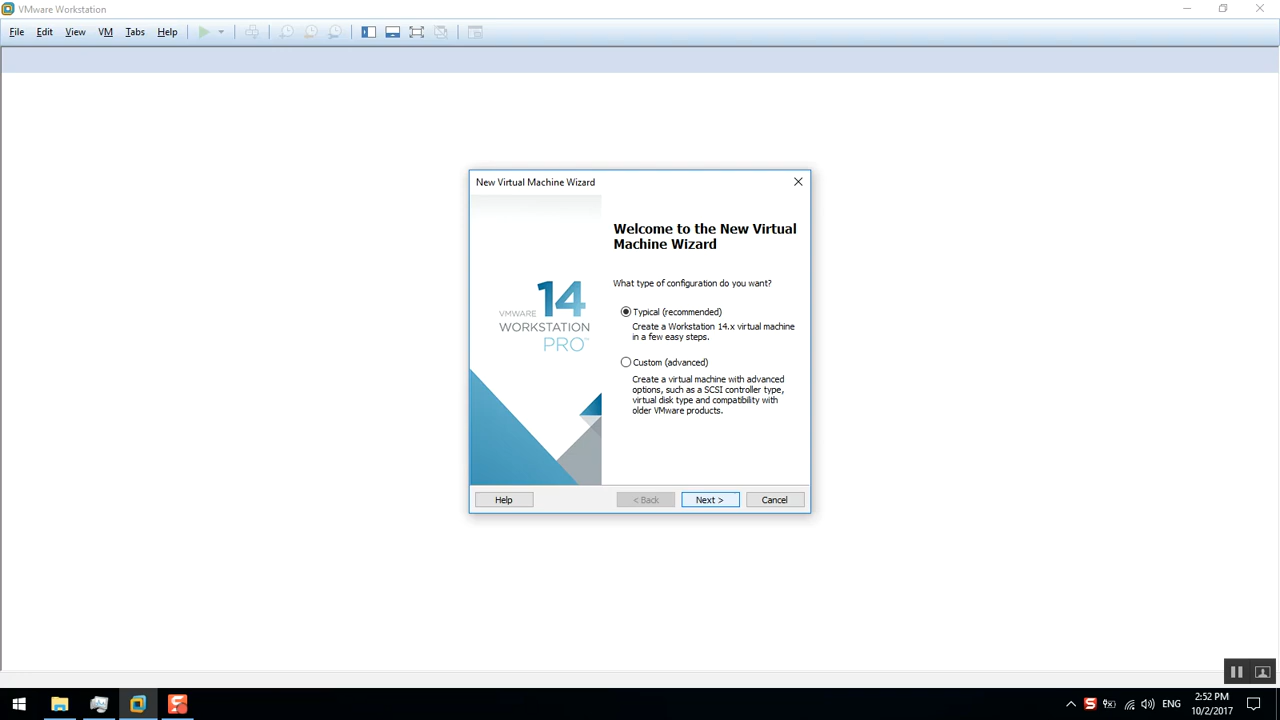 VMware Workstation
File Edit View VM Tabs Help
New Virtual Machine Wizard
Welcome to the New Virtual
Machine Wizard
What type of configuration do you want?
Typical (recommended)
Create a Workstation 14.x virtual machine
in a few easy steps.
Custom (advanced)
Create a virtual machine with advanced
options, such as a SCSI controller type,
virtual disk type and compatibility with
older VMware products.
14
VMWARE
WORKSTATION
PRO™
Help < Back Next > Cancel
ENG
2:52 PM
10/2/2017